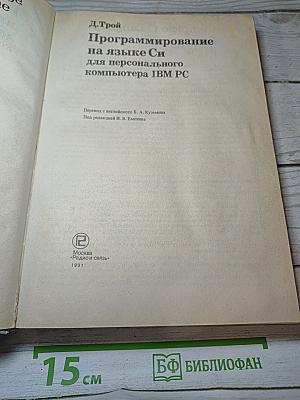 Д.Трой
Программирование
на языке Си
для персонального
компьютера IBM PC
Перевод с английского Б. А. Кузьмина
Под редакцией И. В. Емелина
Москва
«Радио и связь»
1991
15 см
БФ БИБЛИОФАН